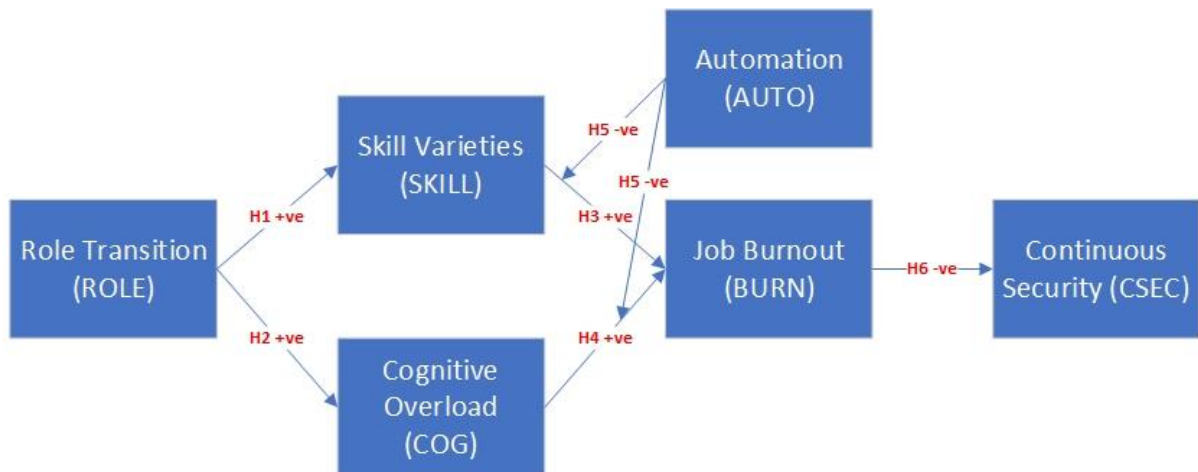 Automation
(AUTO)
Skill Varieties
(SKILL)
H5 -ve
H5 -ve
Role Transition
(ROLE)
H1 +ve
H3 +ve
Job Burnout
(BURN)
H6 -ve
Continuous
Security (CSEC)
H2 +ve
H4 +ve
Cognitive
Overload
(COG)